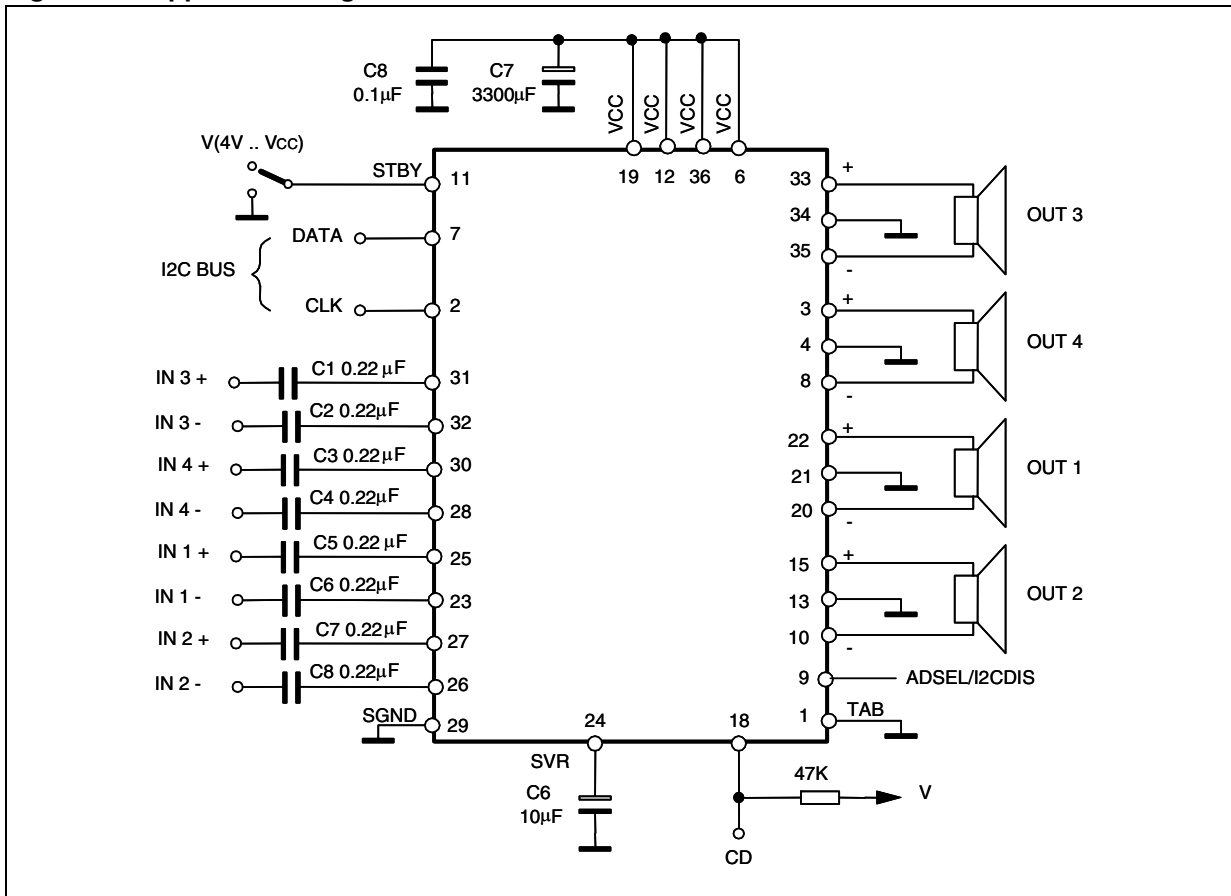 C8
0.1μF
C7
3300μF
VCC
VCC
VCC
VCC
V(4V .. VCC)
STBY
11
19
12
36
6
33
+
34
35
-
OUT 3
DATA
7
I2C BUS
CLK
2
3
+
4
8
-
OUT 4
IN 3 +
C1 0.22 μF
31
IN 3 -
C2 0.22μF
32
IN 4 +
C3 0.22μF
30
IN 4 -
C4 0.22μF
28
IN 1 +
C5 0.22 μF
25
IN 1 -
C6 0.22μF
23
IN 2 +
C7 0.22μF
27
IN 2 -
C8 0.22μF
26
22
+
21
20
-
OUT 1
15
+
13
10
-
OUT 2
9
ADSEL/I2CDIS
SGND
29
24
18
1
TAB
SVR
C6
10μF
47K
V
CD